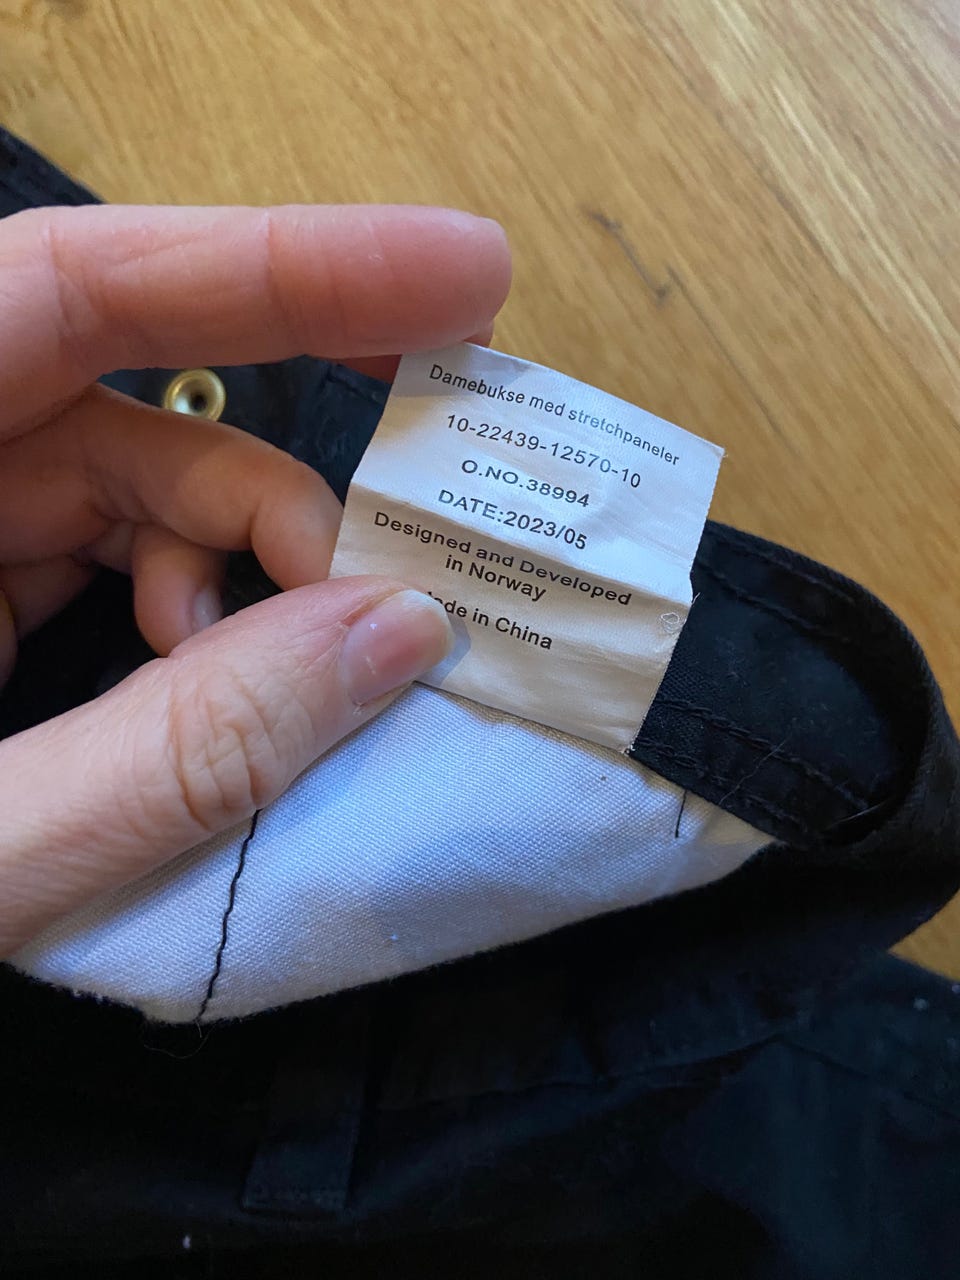 Damebukse med stretchpaneler
10-22439-12570-10
O.NO.38994
DATE:2023/05
Designed and Developed
in Norway
ade in China